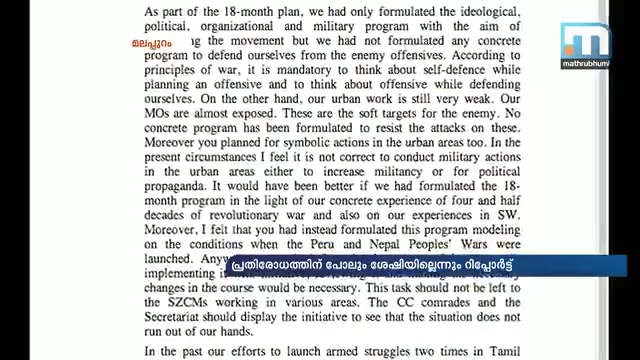 As part of the 18-month plan, we had only formulated the ideological,
political, organizational and military program with the aim of
മലപ്പുറം
ng the movement but we had not formulated any concrete
mathrubhumi
program to defend ourselves from the enemy offensives. According to
principles of war, it is mandatory to think about self-defence while
planning an offensive and to think about offensive while defending
ourselves. On the other hand, our urban work is still very weak. Our
MOs are almost exposed. These are the soft targets for the enemy. No
concrete program has been formulated to resist the attacks on these.
Moreover you planned for symbolic actions in the urban areas too. In the
present circumstances I feel it is not correct to conduct military actions
in the urban areas either to increase militancy or for political
propaganda. It would have been better if we had formulated the 18-
month program in the light of our concrete experience of four and half
decades of revolutionary war and also on our experiences in SW.
Moreover, I felt that you had instead formulated this program modeling
on the conditions when the Peru and Nepal Peoples' Wars were
launched. Anyw
പ്രതിരോധത്തിന് പോലും ശേഷിയില്ലെന്നും റിപ്പോർട്ട്
implementing
changes in the course would be necessary. This task should not be left to
the SZCMs working in various areas. The CC comrades and the
Secretariat should display the initiative to see that the situation does not
run out of our hands.
In the past our efforts to launch armed struggles two times in Tamil